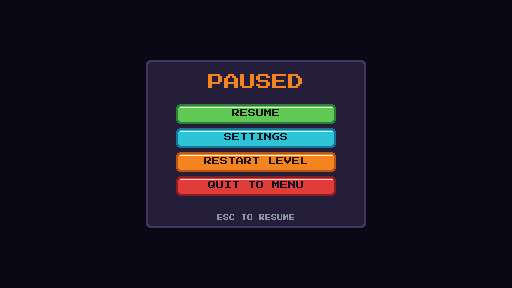 PAUSED
RESUME
SETTINGS
RESTART LEVEL
QUIT TO MENU
ESC TO RESUME